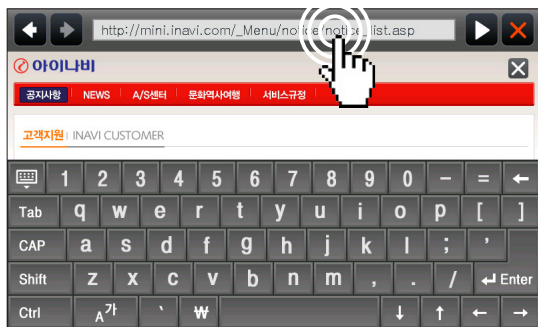 http://mini.inavi.com/_Menu/notice/notice_list.asp
아이나비
공지사항 NEWS A/S센터 문화역사여행 서비스규정
고객지원 INAVI CUSTOMER
1 2 3 4 5 6 7 8 9 0 - =
Tab q w e r t y u i o p [ ]
CAP a s d f g h j k l ; '
Shift z x c v b n m , . / Enter
Ctrl A가 ` ₩